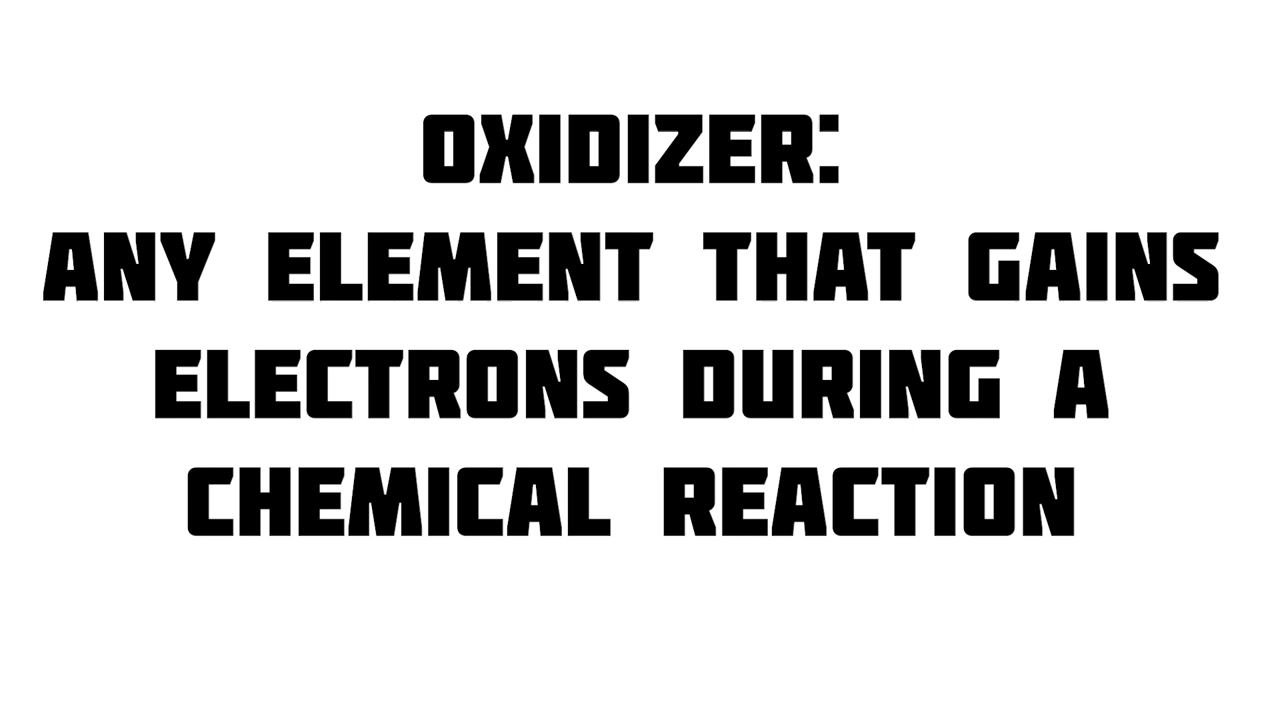 OXIDIZER:
ANY ELEMENT THAT GAINS
ELECTRONS DURING A
CHEMICAL REACTION